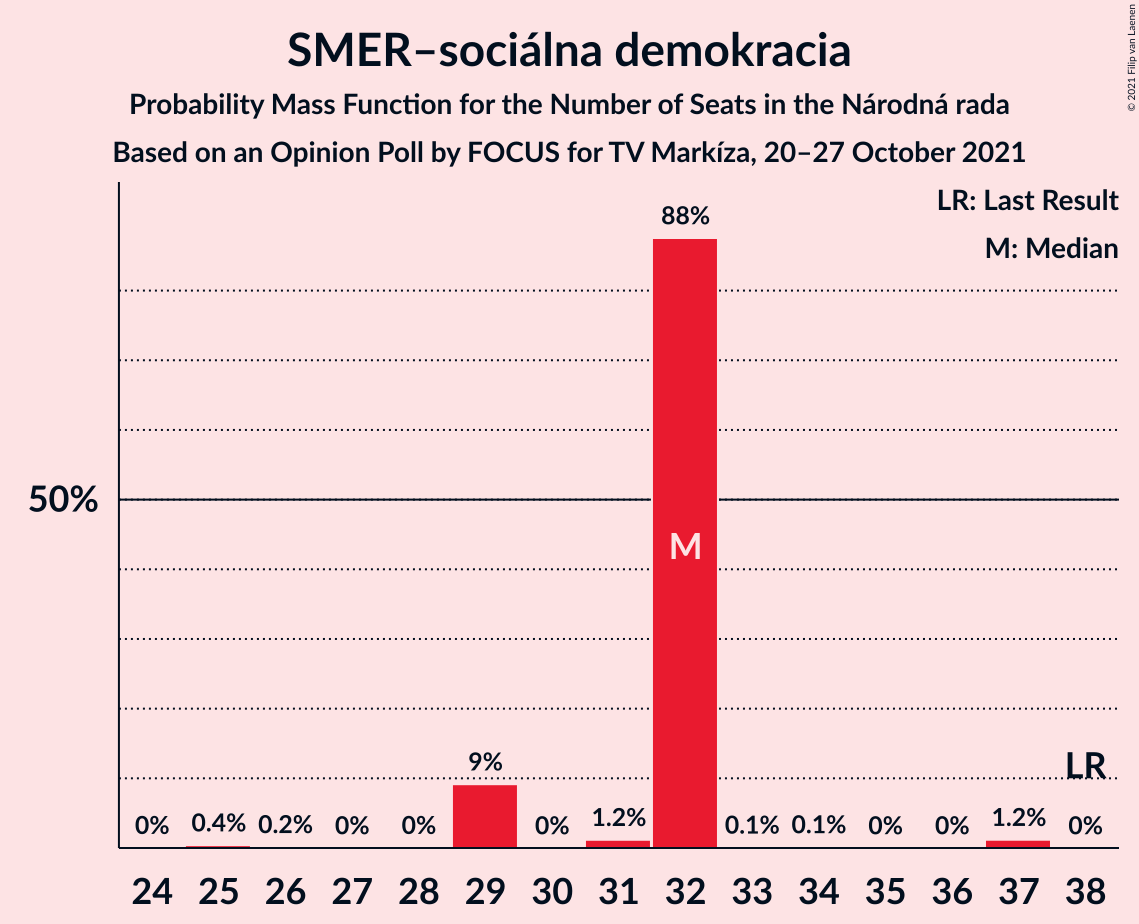 SMER–sociálna demokracia
Probability Mass Function for the Number of Seats in the Národná rada
Based on an Opinion Poll by FOCUS for TV Markíza, 20–27 October 2021
© 2021 Filip van Laenen
LR: Last Result
M: Median
88%
50%
M
9%
LR
0% 0.4% 0.2% 0% 0% 0% 1.2% 0.1% 0.1% 0% 0% 1.2% 0%
24 25 26 27 28 29 30 31 32 33 34 35 36 37 38